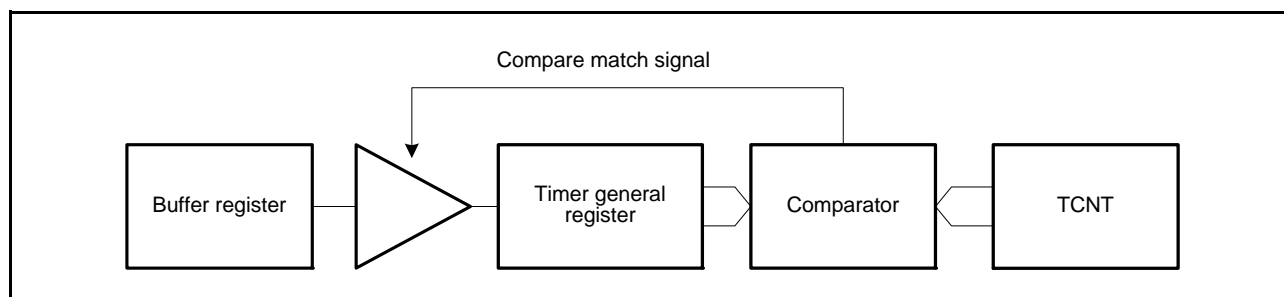 Compare match signal
Buffer register
Timer general
register
Comparator
TCNT